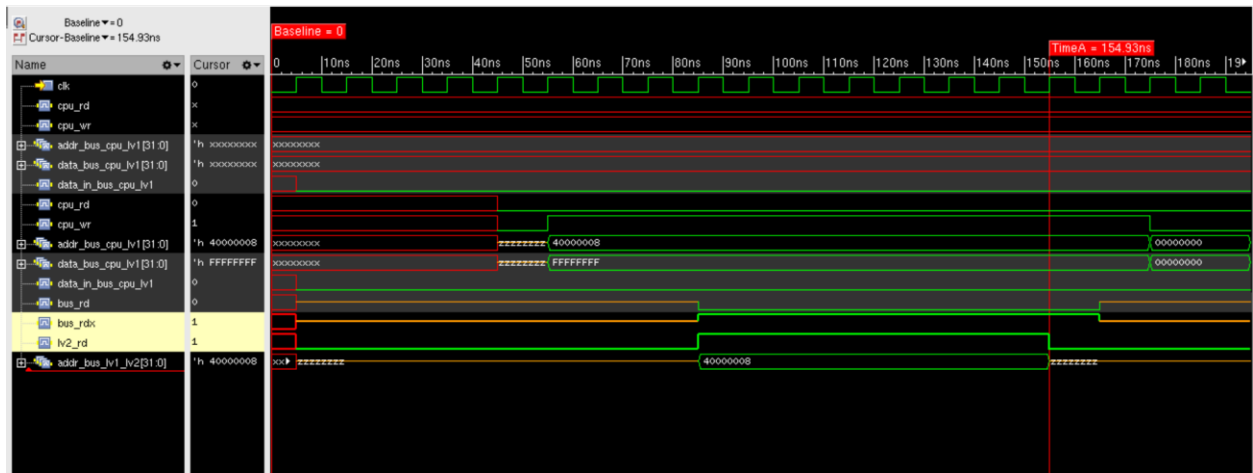 Baseline ▾= 0
Cursor-Baseline ▾= 154.93ns
Baseline = 0
TimeA = 154.93ns
Name Cursor 0 10ns 20ns 30ns 40ns 50ns 60ns 70ns 80ns 90ns 100ns 110ns 120ns 130ns 140ns 150ns 160ns 170ns 180ns 19
clk 0
cpu_rd x
cpu_wr x
addr_bus_cpu_lv1[31:0] 'h xxxxxxxx xxxxxxxx
data_bus_cpu_lv1[31:0] 'h xxxxxxxx xxxxxxxx
data_in_bus_cpu_lv1 0
cpu_rd 0
cpu_wr 1
addr_bus_cpu_lv1[31:0] 'h 40000008 xxxxxxxx zzzzzzzz 40000008 00000000
data_bus_cpu_lv1[31:0] 'h FFFFFFFF xxxxxxxx zzzzzzzz FFFFFFFF 00000000
data_in_bus_cpu_lv1 0
bus_rd 0
bus_rdx 1
lv2_rd 1
addr_bus_lv1_lv2[31:0] 'h 40000008 xx zzzzzzzz 40000008 zzzzzzzz